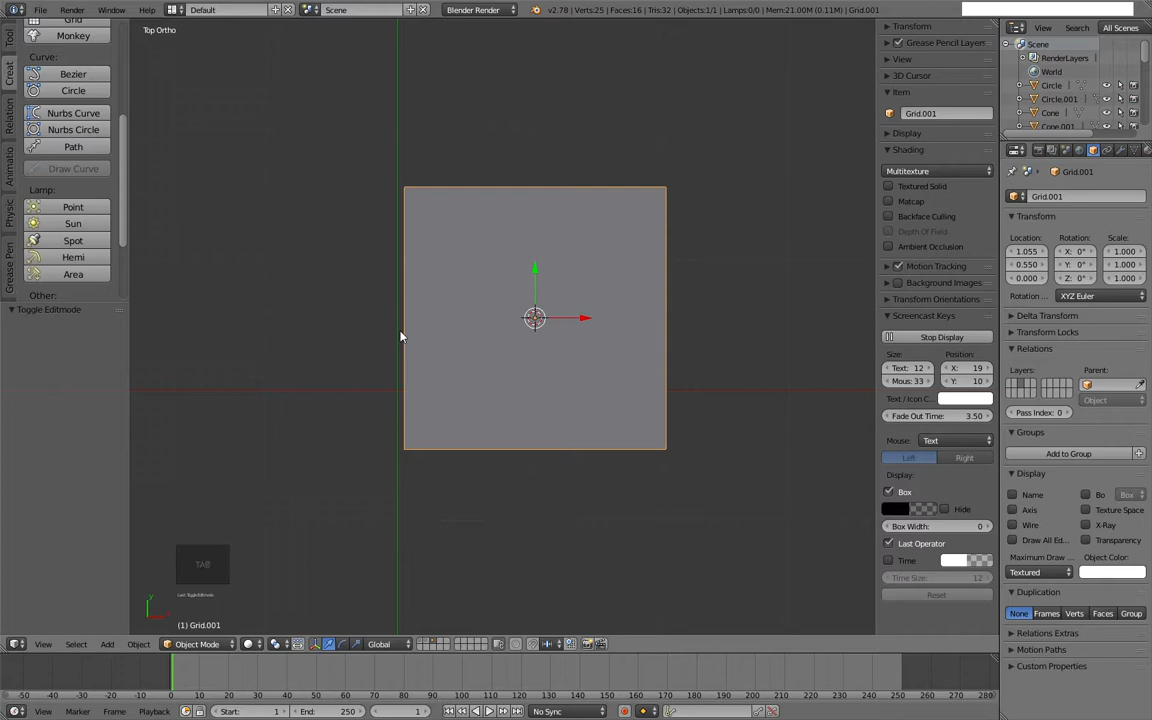 File Render Window Help Default Scene Blender Render v2.78 | Verts:25 | Faces:16 | Tris:32 | Objects:1/1 | Lamps:0/0 | Mem:21.00M (0.11M) | Grid.001
Top Ortho
Grid
Monkey
Curve:
Bezier
Circle
Nurbs Curve
Nurbs Circle
Path
Draw Curve
Lamp:
Point
Sun
Spot
Hemi
Area
Other:
Toggle Editmode
Tool
Creat
Relation
Animatio
Physic
Grease Pen
TAB
Last: Toggle Editmode
y
(1) Grid.001
Transform
Grease Pencil Layers
View
3D Cursor
Item
Grid.001
Display
Shading
Multitexture
Textured Solid
Matcap
Backface Culling
Depth Of Field
Ambient Occlusion
Motion Tracking
Background Images
Transform Orientations
Screencast Keys
Stop Display
Size: Position:
Text: 12 X: 19
Mous: 33 Y: 10
Text / Icon C...
Fade Out Time: 3.50
Mouse: Text
Left Right
Display:
Box
Hide
Box Width: 0
Last Operator
Time
Time Size: 12
Reset
View Search All Scenes
Scene
RenderLayers
World
Circle
Circle.001
Cone
Cone.001
Grid.001
Grid.001
Transform
Location: Rotation: Scale:
1.055 X: 0° 1.000
0.550 Y: 0° 1.000
0.000 Z: 0° 1.000
Rotation ... XYZ Euler
Delta Transform
Transform Locks
Relations
Layers: Parent:
Object
Pass Index: 0
Groups
Add to Group
Display
Name Bo Box
Axis Texture Space
Wire X-Ray
Draw All Ed... Transparency
Maximum Draw ... Object Color:
Textured
Duplication
None Frames Verts Faces Group
Relations Extras
Motion Paths
Custom Properties
View Select Add Object Object Mode Global
-50 -40 -30 -20 -10 0 10 20 30 40 50 60 70 80 90 100 110 120 130 140 150 160 170 180 190 200 210 220 230 240 250 260 270 280
View Marker Frame Playback Start: 1 End: 250 1 No Sync